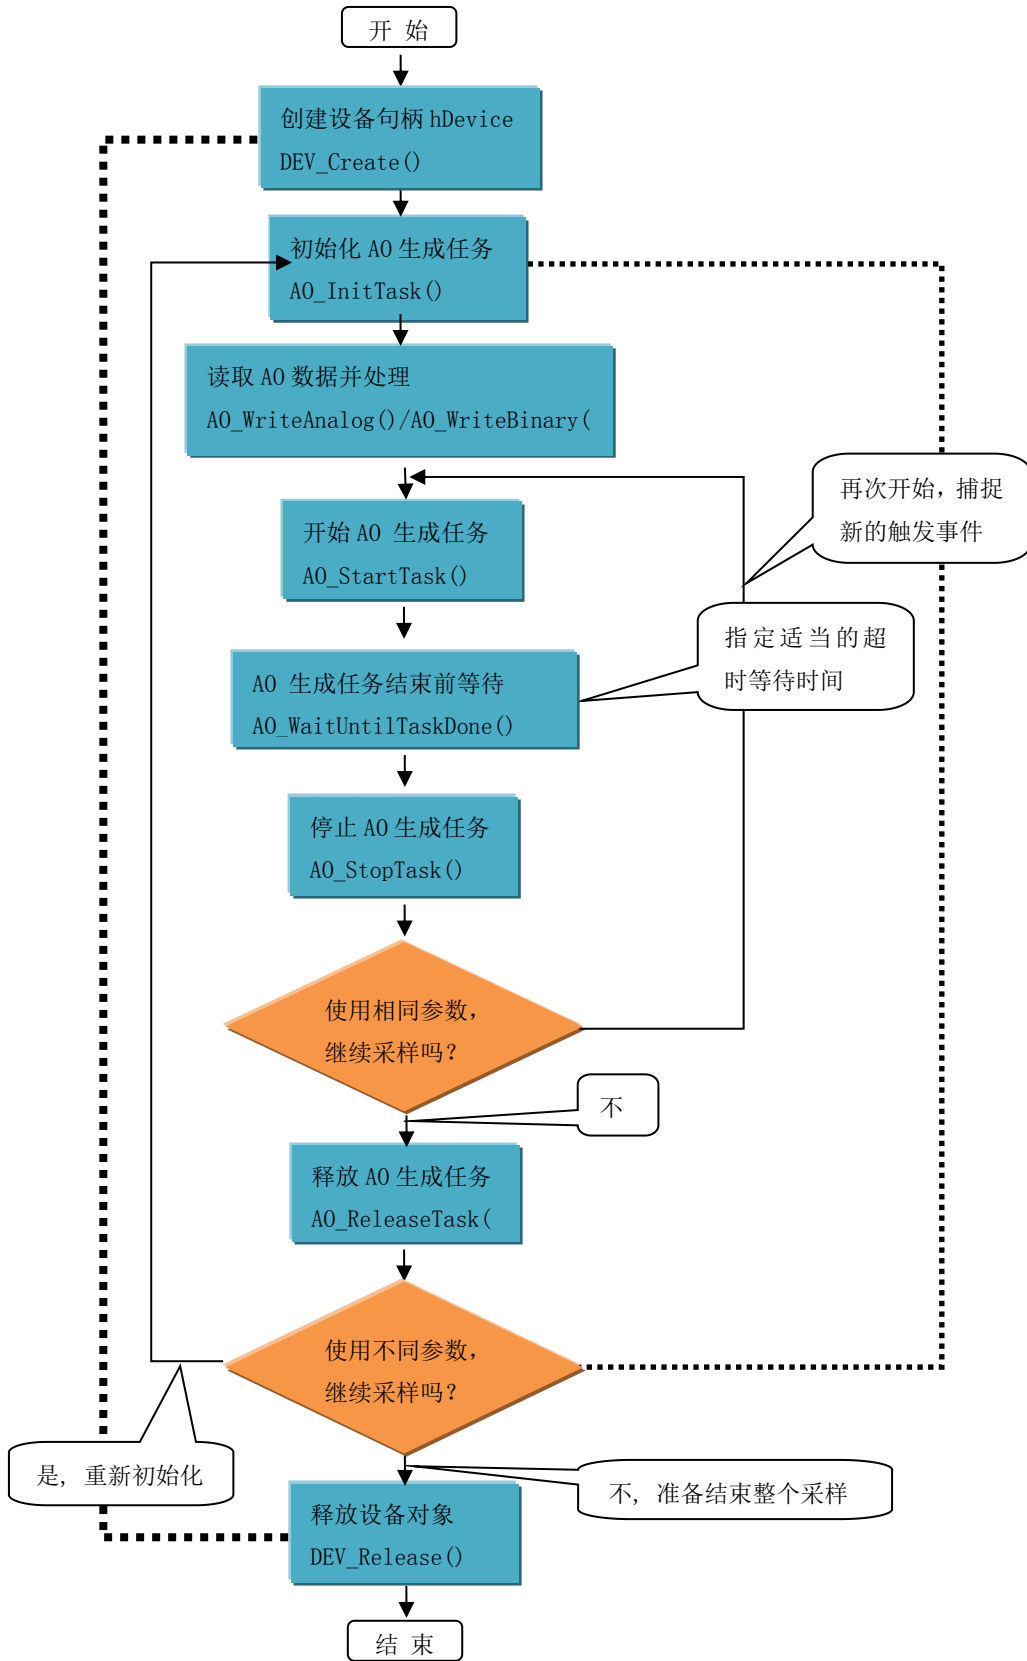 开 始
创建设备句柄 hDevice
DEV_Create()
初始化 AO 生成任务
AO_InitTask()
读取 AO 数据并处理
AO_WriteAnalog()/AO_WriteBinary(
再次开始，捕捉
新的触发事件
开始 AO 生成任务
AO_StartTask()
指定适当的超
时等待时间
AO 生成任务结束前等待
AO_WaitUntilTaskDone()
停止 AO 生成任务
AO_StopTask()
使用相同参数，
继续采样吗？
不
释放 AO 生成任务
AO_ReleaseTask(
使用不同参数，
继续采样吗？
是，重新初始化
不，准备结束整个采样
释放设备对象
DEV_Release()
结 束